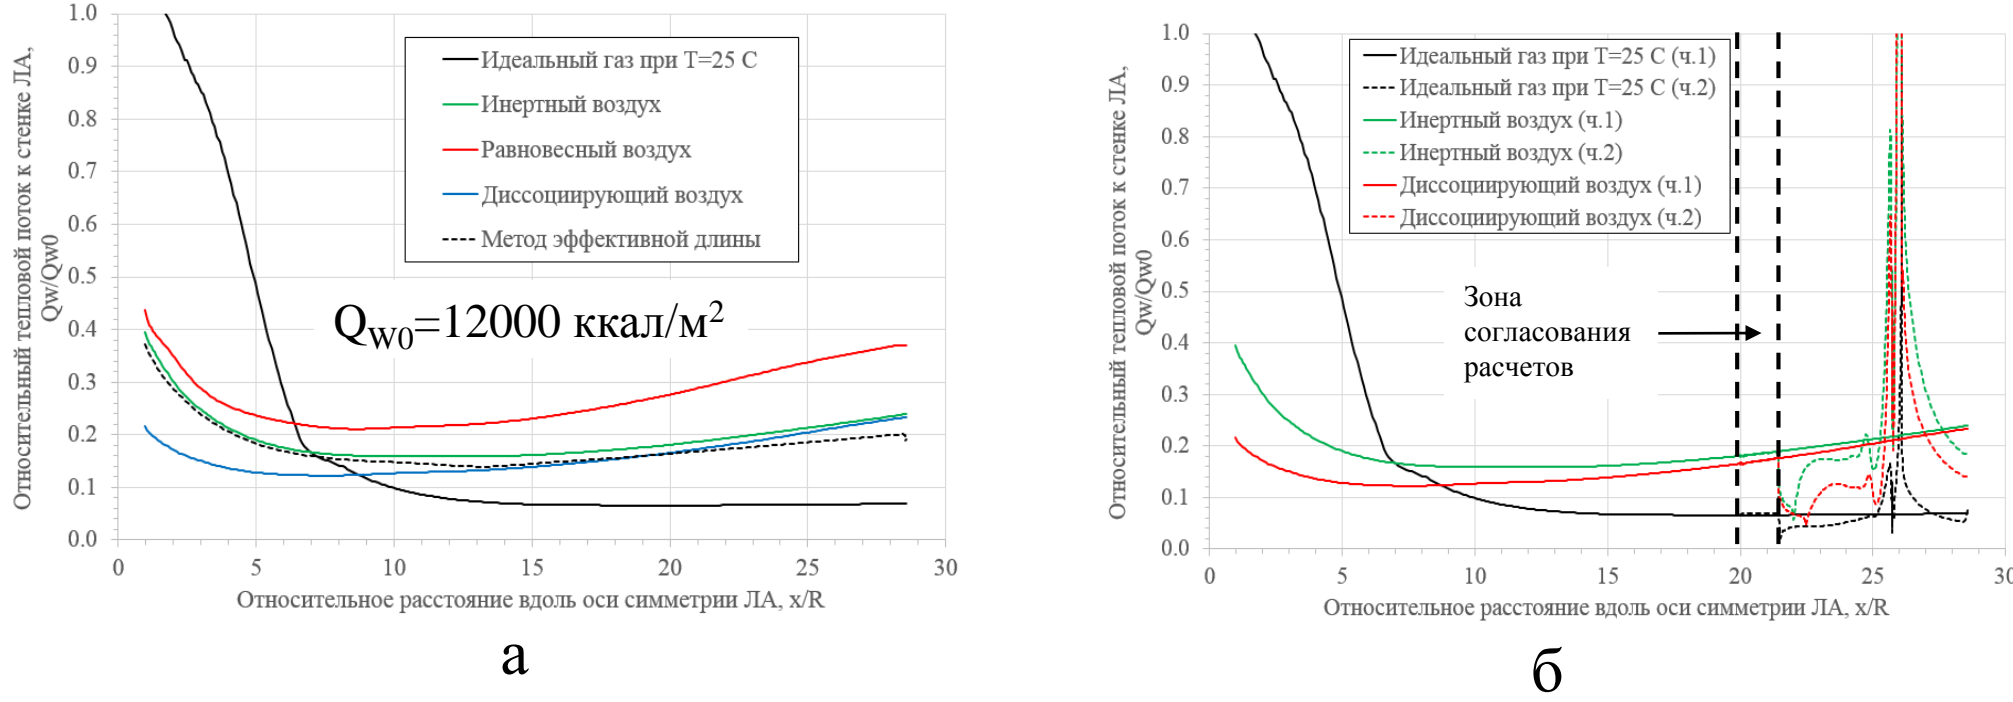 Относительный тепловой поток к стенке ЛА,
Qw/Qw0
1.0
0.9
0.8
0.7
0.6
0.5
0.4
0.3
0.2
0.1
0.0
Идеальный газ при T=25 C
Инертный воздух
Равновесный воздух
Диссоциирующий воздух
Метод эффективной длины
QW0=12000 ккал/м2
0 5 10 15 20 25 30
Относительное расстояние вдоль оси симметрии ЛА, x/R
а
Относительный тепловой поток к стенке ЛА,
Qw/Qw0
1.0
0.9
0.8
0.7
0.6
0.5
0.4
0.3
0.2
0.1
0.0
Идеальный газ при T=25 C (ч.1)
Идеальный газ при T=25 C (ч.2)
Инертный воздух (ч.1)
Инертный воздух (ч.2)
Диссоциирующий воздух (ч.1)
Диссоциирующий воздух (ч.2)
Зона
согласования
расчетов
0 5 10 15 20 25 30
Относительное расстояние вдоль оси симметрии ЛА, x/R
б